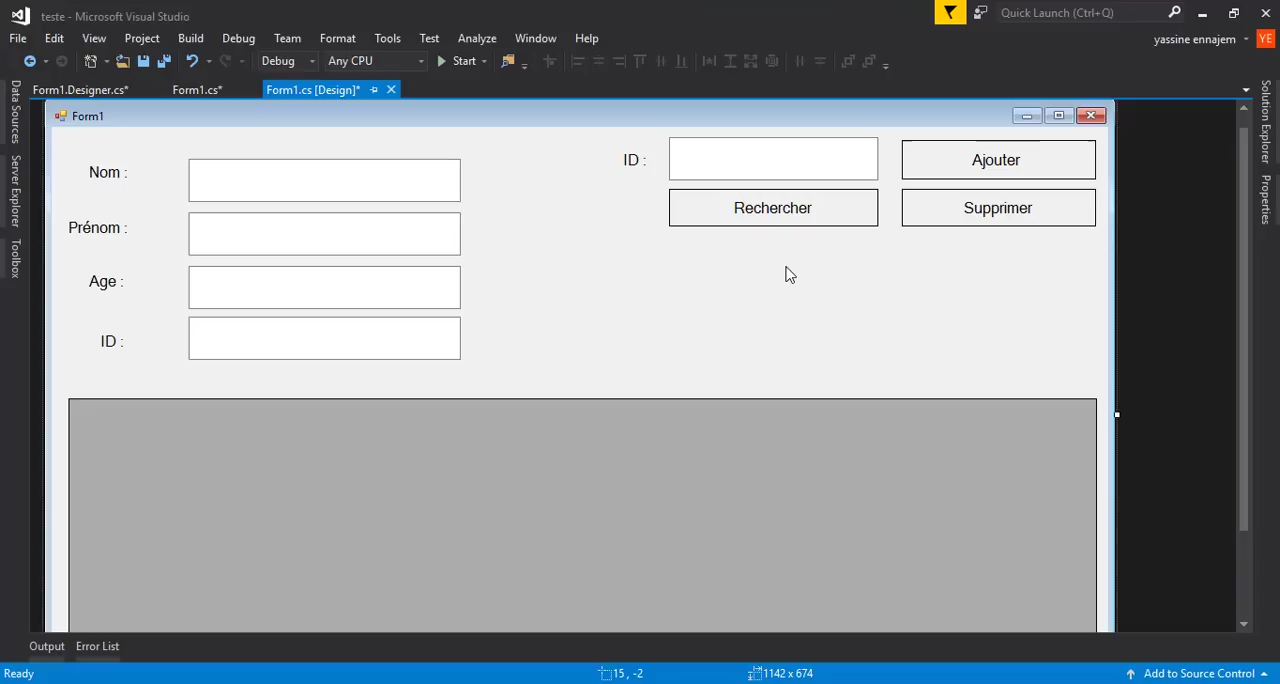 teste - Microsoft Visual Studio
Quick Launch (Ctrl+Q)
File Edit View Project Build Debug Team Format Tools Test Analyze Window Help
yassine ennajem
YE
Debug Any CPU Start
Form1.Designer.cs* Form1.cs* Form1.cs [Design]*
Data Sources
Server Explorer
Toolbox
Solution Explorer
Properties
Form1
Nom :
ID :
Ajouter
Rechercher
Supprimer
Prénom :
Age :
ID :
Output Error List
Ready
15 , -2
1142 x 674
Add to Source Control